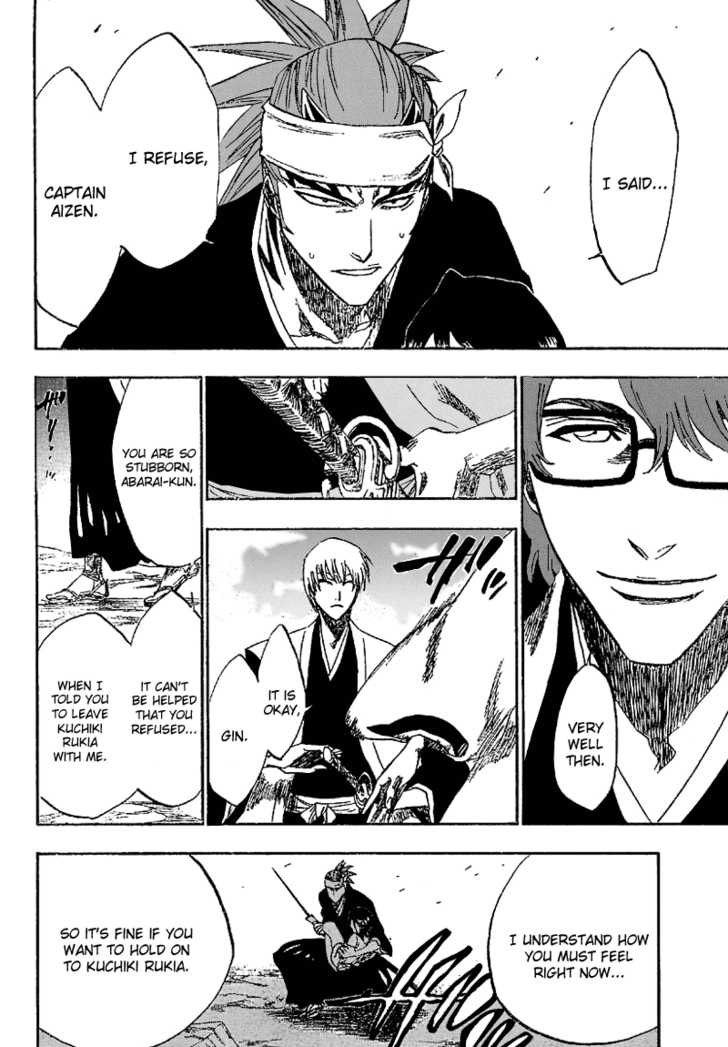 I SAID...
I REFUSE,
CAPTAIN
AIZEN.
VERY
WELL
THEN.
IT IS
OKAY,
GIN.
YOU ARE SO
STUBBORN,
ABARAI-KUN.
IT CAN'T
BE HELPED
THAT YOU
REFUSED...
WHEN I
TOLD YOU
TO LEAVE
KUCHIKI
RUKIA
WITH ME.
I UNDERSTAND HOW
YOU MUST FEEL
RIGHT NOW...
SO IT'S FINE IF YOU
WANT TO HOLD ON
TO KUCHIKI RUKIA.